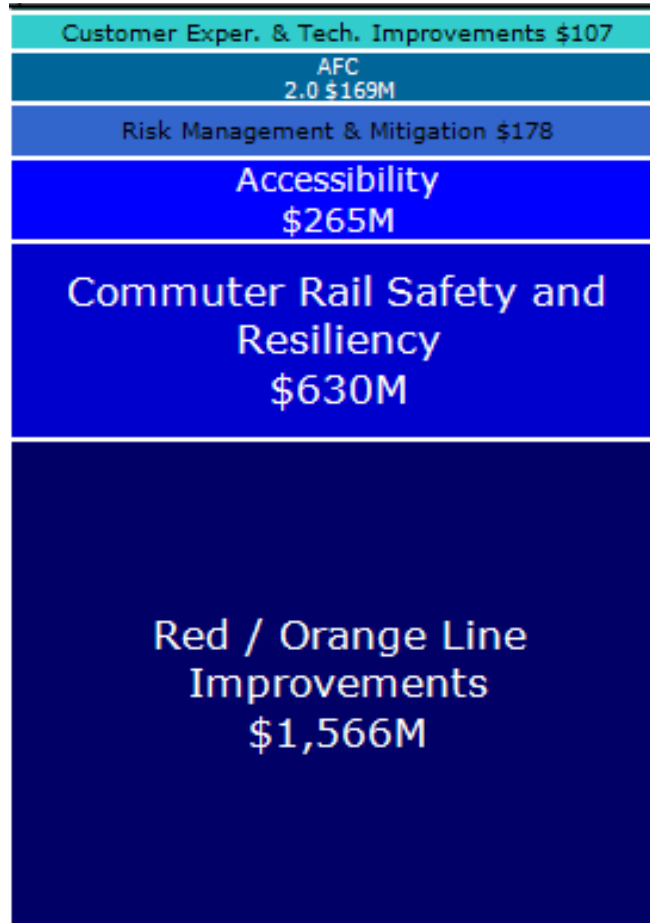 Customer Exper. & Tech. Improvements $107
AFC
2.0 $169M
Risk Management & Mitigation $178
Accessibility
$265M
Commuter Rail Safety and
Resiliency
$630M
Red / Orange Line
Improvements
$1,566M